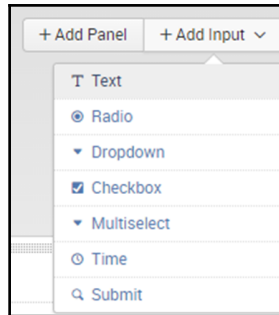 + Add Panel + Add Input
Text
Radio
Dropdown
Checkbox
Multiselect
Time
Submit